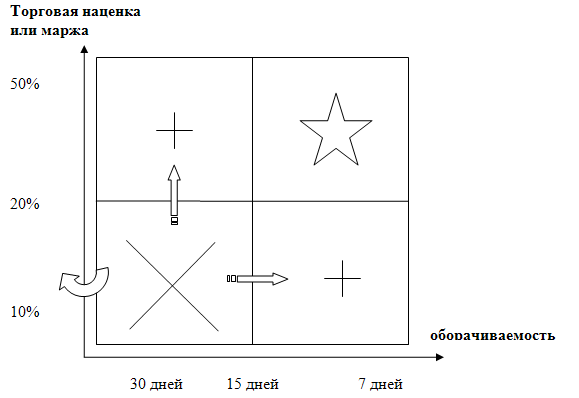 Торговая наценка
или маржа
50%
20%
10%
оборачиваемость
30 дней 15 дней 7 дней